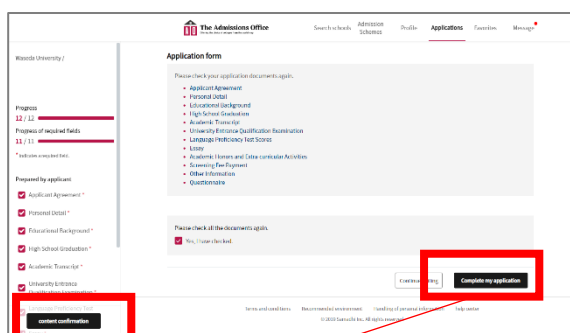 The Admissions Office
Search schools
Admission Schemes
Profile
Applications
Favorites
Message
Waseda University /
Progress
12 / 12
Progress of required fields
11 / 11
* indicates a required field.
Prepared by applicant
Applicant Agreement *
Personal Detail *
Educational Background *
High School Graduation *
Academic Transcript *
University Entrance
Qualification Examination *
Language Proficiency Test
content confirmation
Application form
Please check your application documents again.
Applicant Agreement
Personal Detail
Educational Background
High School Graduation
Academic Transcript
University Entrance Qualification Examination
Language Proficiency Test Scores
Essay
Academic Honors and Extra-curricular Activities
Screening Fee Payment
Other Information
Questionnaire
Please check all the documents again.
Yes, I have checked.
Complete my application
Terms and conditions
Recommended environment
Handling of personal information
Help center